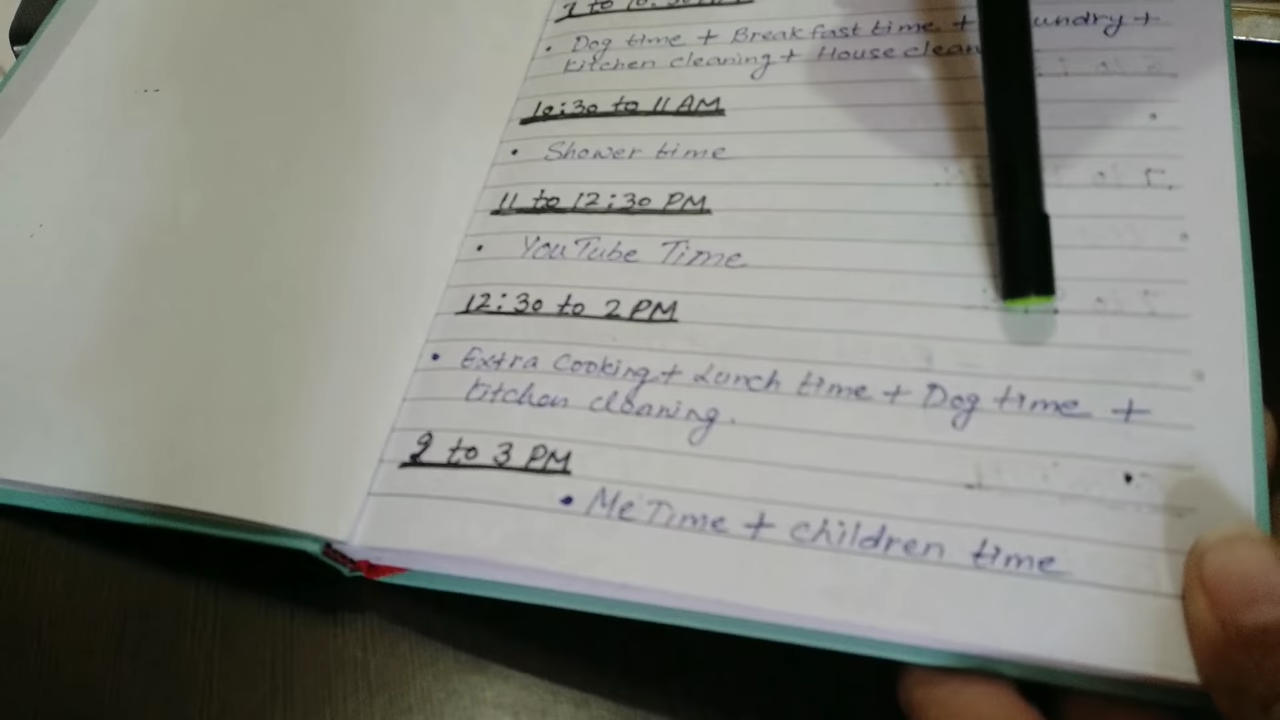 Dog time + Breakfast time +
kitchen cleaning + House
10:30 to 11 AM
• Shower time
11 to 12:30 PM
• YouTube Time
12:30 to 2 PM
• Extra Cooking + Lunch time + Dog time +
kitchen cleaning.
2 to 3 PM
• Me Time + children time